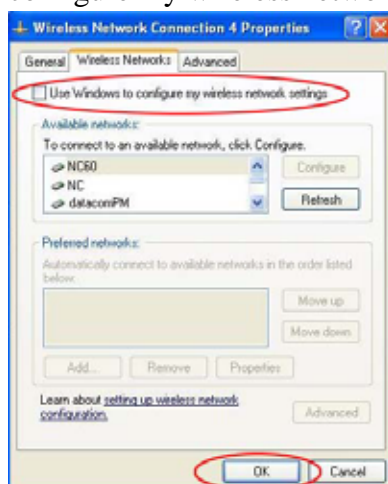 Wireless Network Connection 4 Properties
General Wireless Networks Advanced
Use Windows to configure my wireless network settings
Available networks:
To connect to an available network, click Configure.
NC60
Configure
NC
datacomPM
Refresh
Preferred networks:
Automatically connect to available networks in the order listed
below:
Move up
Move down
Add... Remove Properties
Learn about setting up wireless network
configuration.
Advanced
OK Cancel